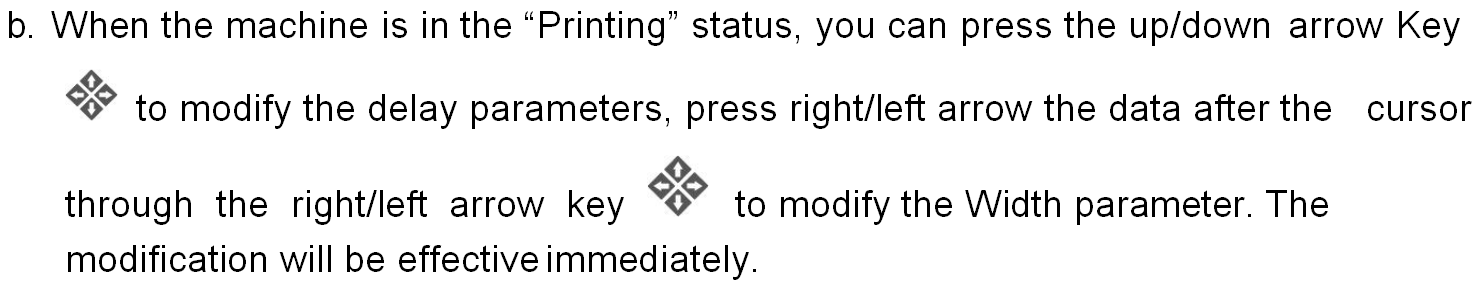 b. When the machine is in the “Printing” status, you can press the up/down arrow Key
to modify the delay parameters, press right/left arrow the data after the cursor
through the right/left arrow key to modify the Width parameter. The
modification will be effective immediately.